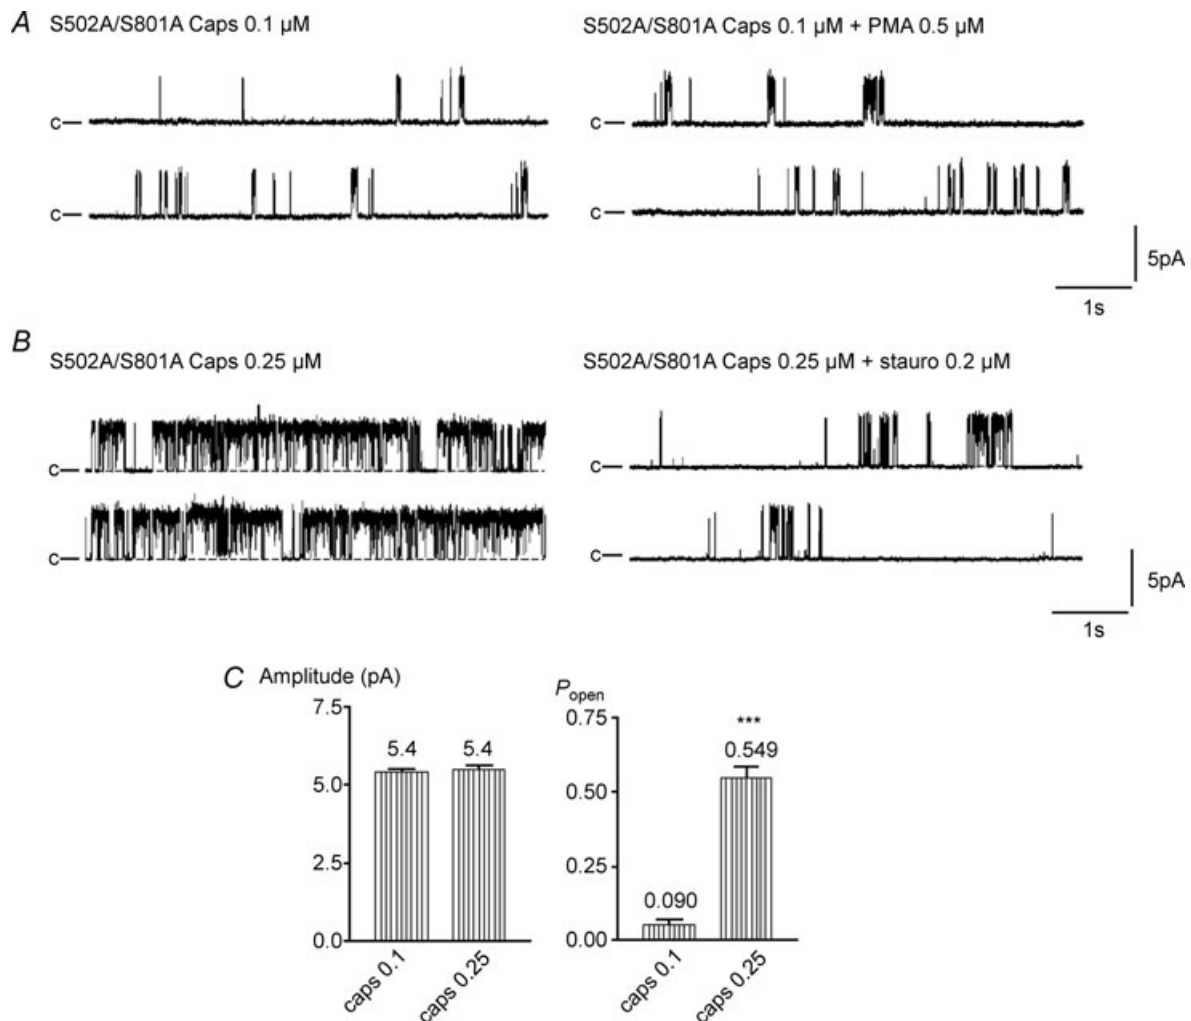 A S502A/S801A Caps 0.1 µM
S502A/S801A Caps 0.1 µM + PMA 0.5 µM
c
c
c
c
5pA
1s
B
S502A/S801A Caps 0.25 µM
S502A/S801A Caps 0.25 µM + stauro 0.2 µM
c
c
c
c
5pA
1s
C Amplitude (pA)
7.5
5.0
2.5
0.0
5.4
5.4
caps 0.1
caps 0.25
Popen
0.75
0.50
0.25
0.00
***
0.549
0.090
caps 0.1
caps 0.25